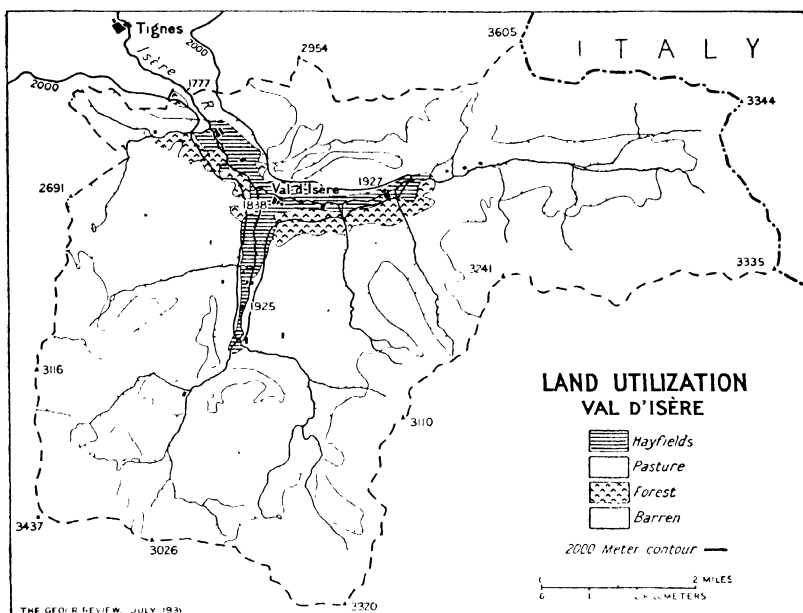 Tignes
Isère R
2000
2954
3605
ITALY
1777
2000
3344
2691
Val d'Isère
1927
1838
3241
3335
1925
3116
LAND UTILIZATION
VAL D'ISÈRE
3110
Hayfields
Pasture
Forest
Barren
3437
3026
2000 Meter contour
2 MILES
0 1
3320
THE GEOGR REVIEW, JULY 1931